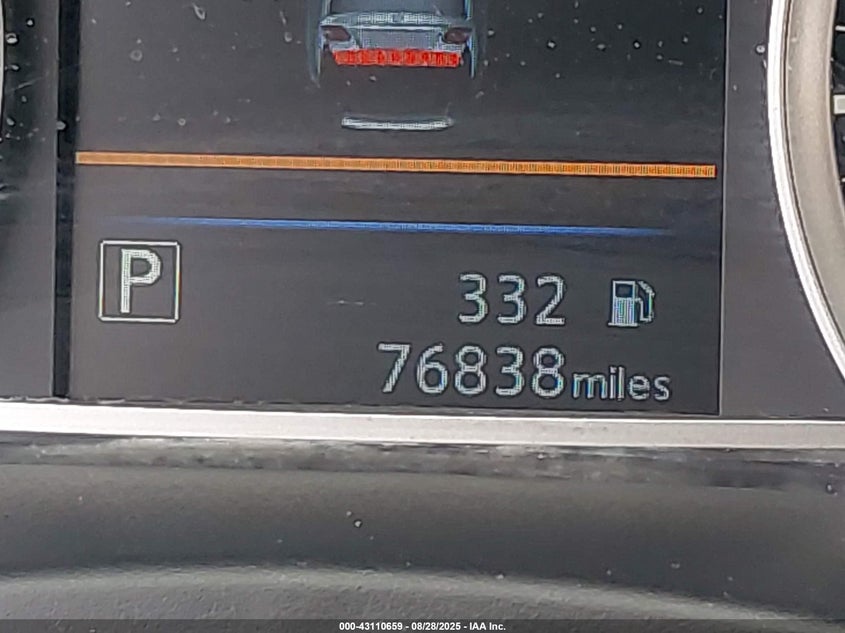 P
332
76838miles
000-43110659 - 08/28/2025 - IAA Inc.